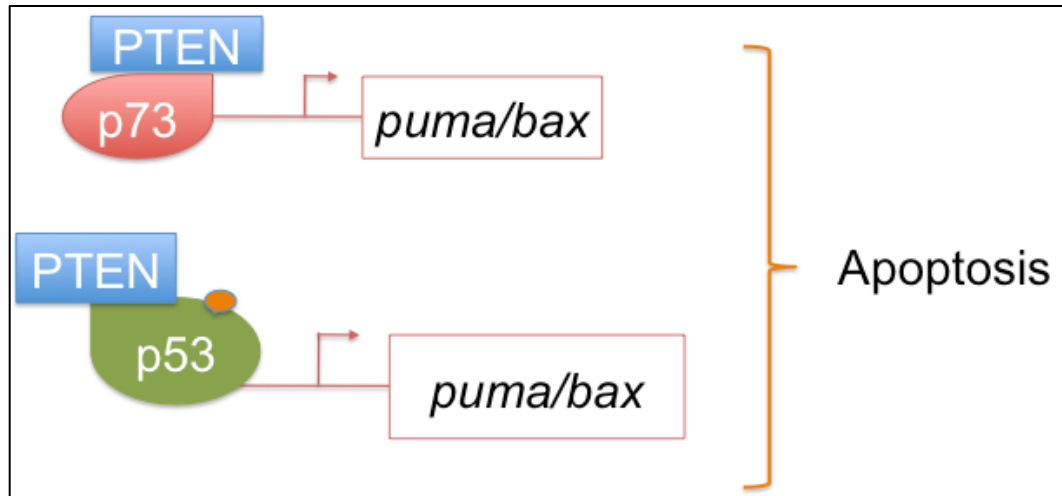 PTEN
p73
puma/bax
PTEN
p53
puma/bax
Apoptosis